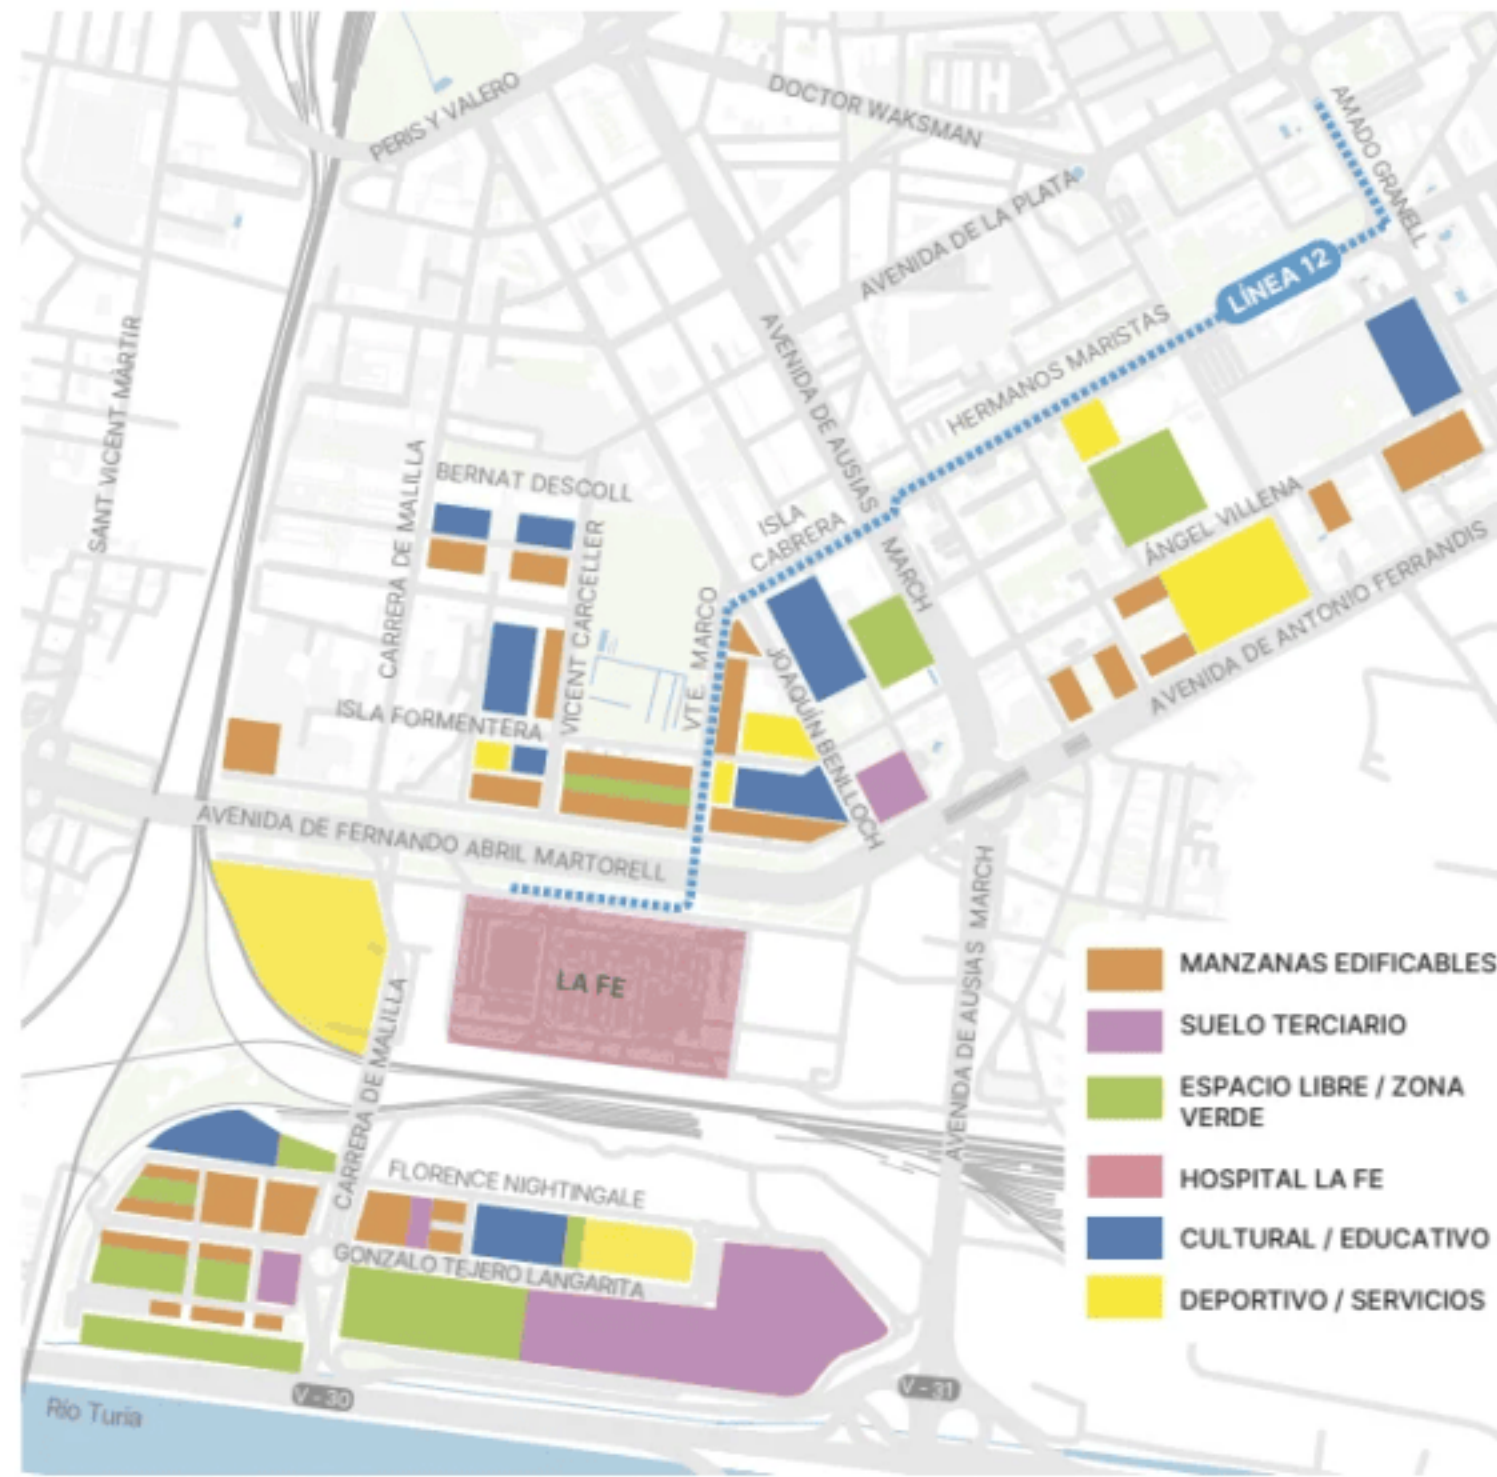 PERIS Y VALERO
DOCTOR WAKSMAN
AMADO GRANELL
AVENIDA DE LA PLATA
LÍNEA 12
HERMANOS MARISTAS
SANT VICENT MÀRTIR
AVENIDA DE AUSIAS
MARCH
CARRERA DE MALILLA
BERNAT DESCOLL
VICENT CARCELLER
ISLA
CABRERA
ÁNGEL VILLENA
AVENIDA DE ANTONIO FERRANDIS
VTE. MARCO
JOAQUÍN BENLLOCH
ISLA FORMENTERA
AVENIDA DE FERNANDO ABRIL MARTORELL
LA FE
AVENIDA DE AUSIAS MARCH
CARRERA DE MALILLA
FLORENCE NIGHTINGALE
GONZALO TEJERO LANGARITA
V - 30
V - 31
Río Turia
MANZANAS EDIFICABLES
SUELO TERCIARIO
ESPACIO LIBRE / ZONA
VERDE
HOSPITAL LA FE
CULTURAL / EDUCATIVO
DEPORTIVO / SERVICIOS